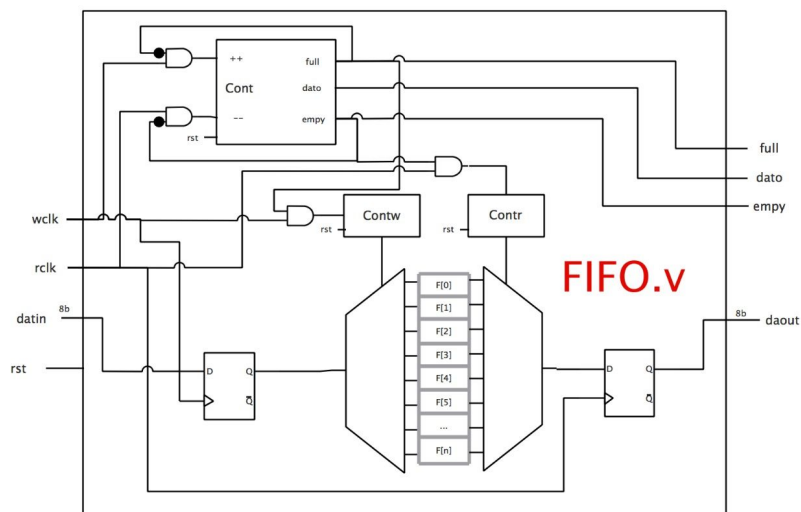 ++
full
Cont
dato
--
empy
rst
full
dato
empy
wclk
Contw
Contr
rst
rst
rclk
FIFO.v
F[0]
F[1]
8b
datin
8b
daout
F[2]
F[3]
rst
D
Q
F[4]
D
Q
Q
F[5]
Q
...
F[n]